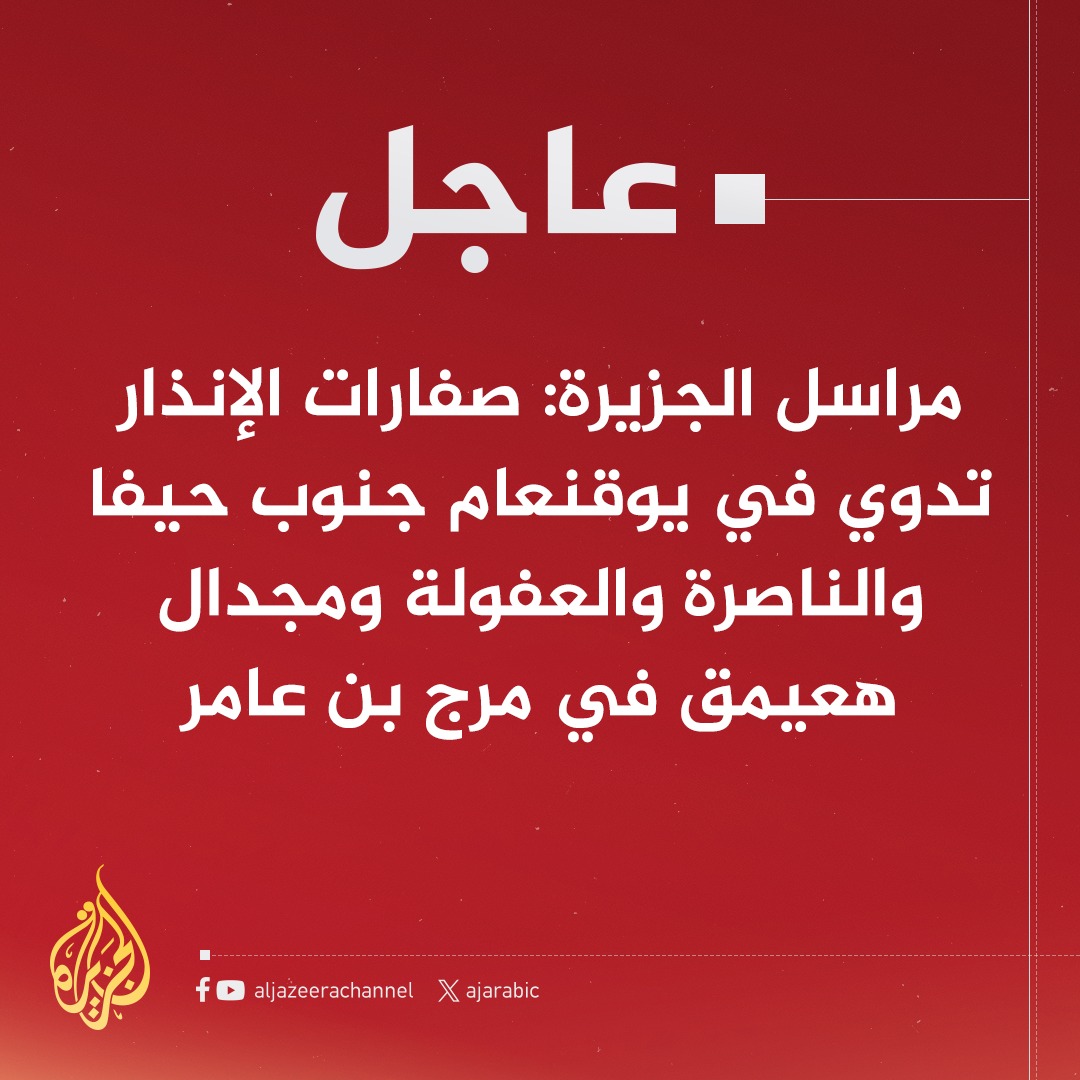 عاجل
مراسل الجزيرة: صفارات الإنذار
تدوي في يوقنعام جنوب حيفا
والناصرة والعفولة ومجدال
هعيمق في مرج بن عامر
الجزيرة
aljazeerachannel ajarabic